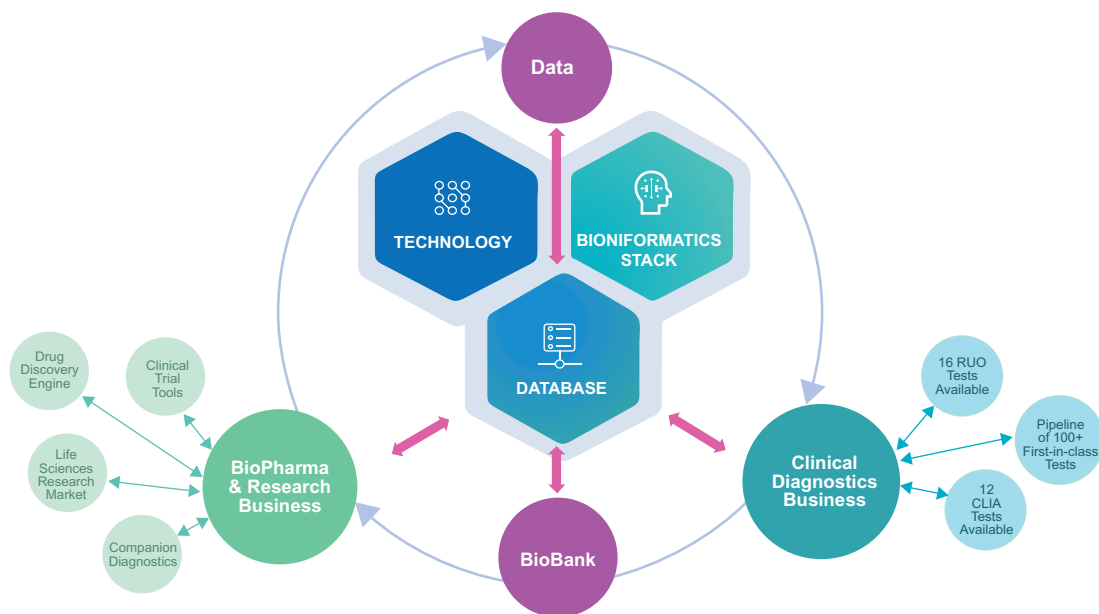 Data
TECHNOLOGY
BIONIFORMATICS
STACK
DATABASE
Drug
Discovery
Engine
Clinical
Trial
Tools
Life
Sciences
Research
Market
Companion
Diagnostics
BioPharma
& Research
Business
BioBank
Clinical
Diagnostics
Business
16 RUO
Tests
Available
Pipeline
of 100+
First-in-class
Tests
12
CLIA
Tests
Available